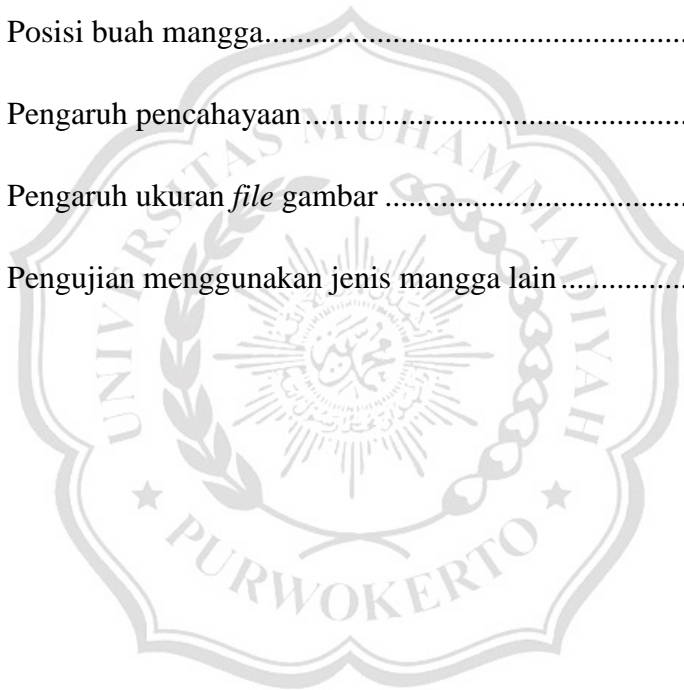 Posisi buah mangga.......................................................
Pengaruh pencahayaan..................................................
Pengaruh ukuran file gambar ........................................
Pengujian menggunakan jenis mangga lain ................
UNIVERSITAS MUHAMMADIYAH
PURWOKERTO